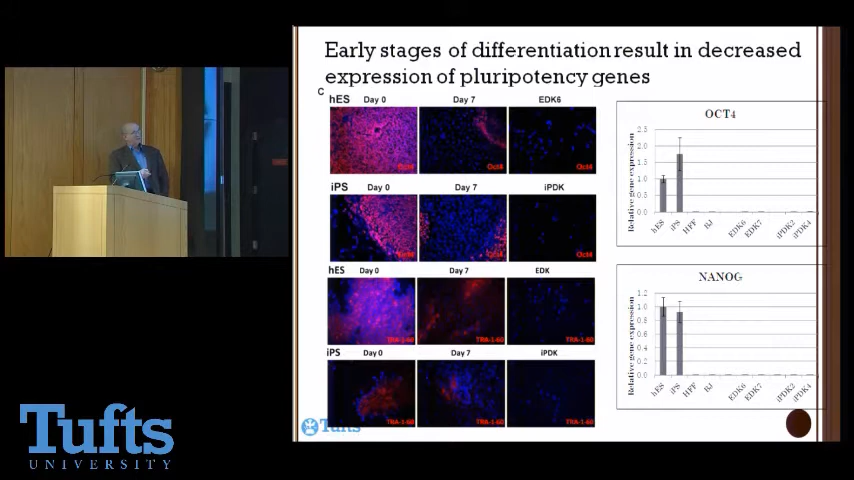 Early stages of differentiation result in decreased
expression of pluripotency genes
C
hES Day 0 Day 7 EDK6
Oct4 Oct4 Oct4
iPS Day 0 Day 7 iPDK
Oct4 Oct4
hES Day 0 Day 7 EDK
TRA-1-60 TRA-1-60 TRA-1-60
iPS Day 0 Day 7 iPDK
TRA-1-60 TRA-1-60 TRA-1-60
Tufts
OCT4
Relative gene expression
2.5
2.0
1.5
1.0
0.5
0.0
hES iPS HFF BJ EDK6 EDK7 iPDK2 iPDK4
NANOG
Relative gene expression
1.2
1.0
0.8
0.6
0.4
0.2
0.0
hES iPS HFF BJ EDK6 EDK7 iPDK2 iPDK4
Tufts
UNIVERSITY